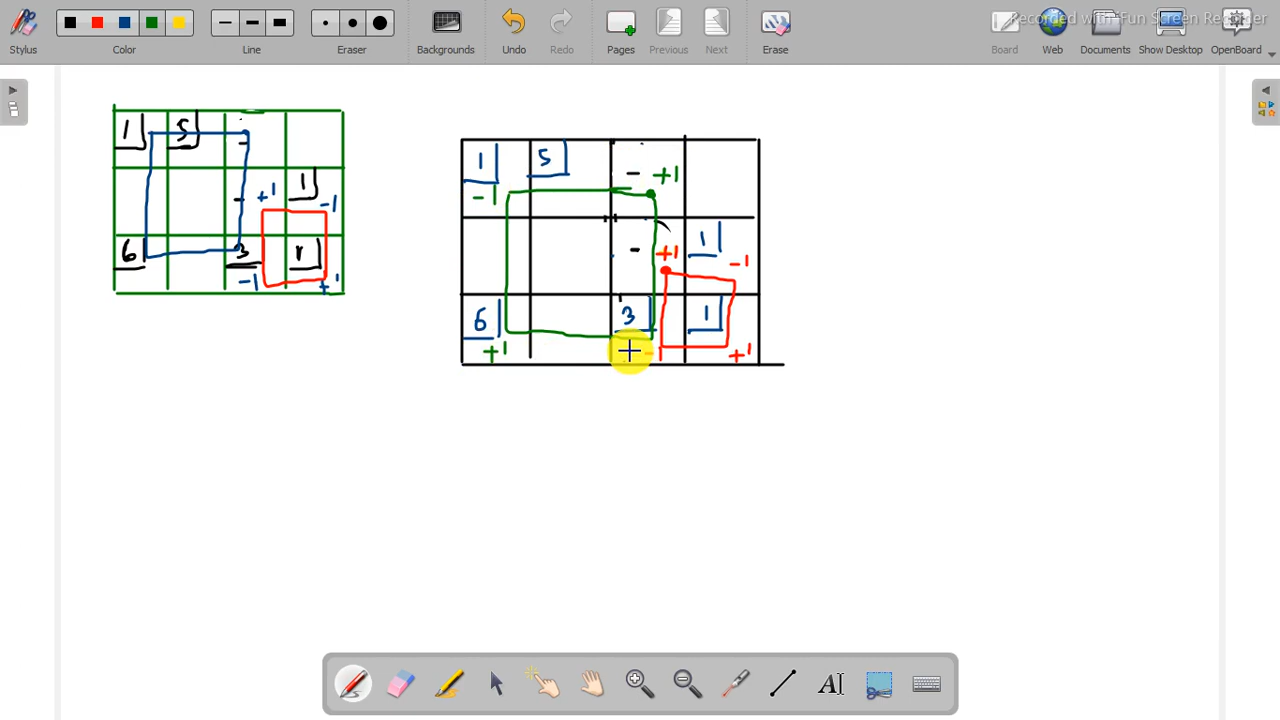 Stylus Color Line Eraser Backgrounds Undo Redo Pages Previous Next Erase Board Web Documents Show Desktop OpenBoard
Recorded with iFun Screen Recorder
1 5 -
- +1 1 -1
6 3 1
-1 +1
1 5 - +1
-1
- +1 1 -1
6 3 1
+1 -1 +1